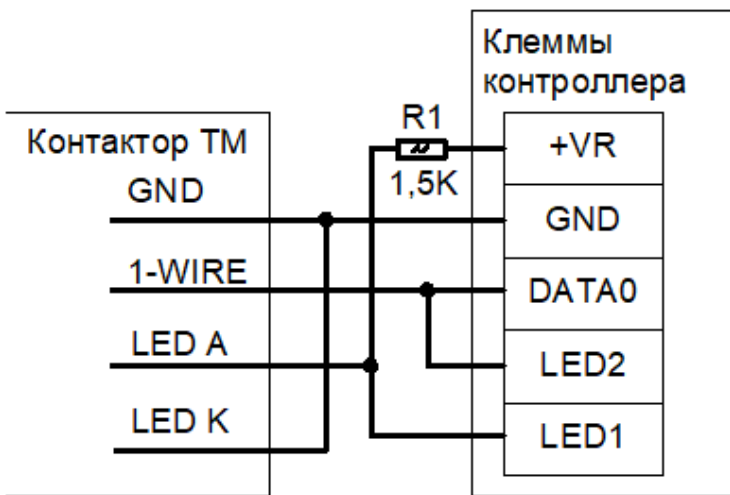 Клеммы
контроллера
R1
Контактор ТМ
+VR
1,5K
GND
GND
1-WIRE
DATA0
LED A
LED2
LED K
LED1